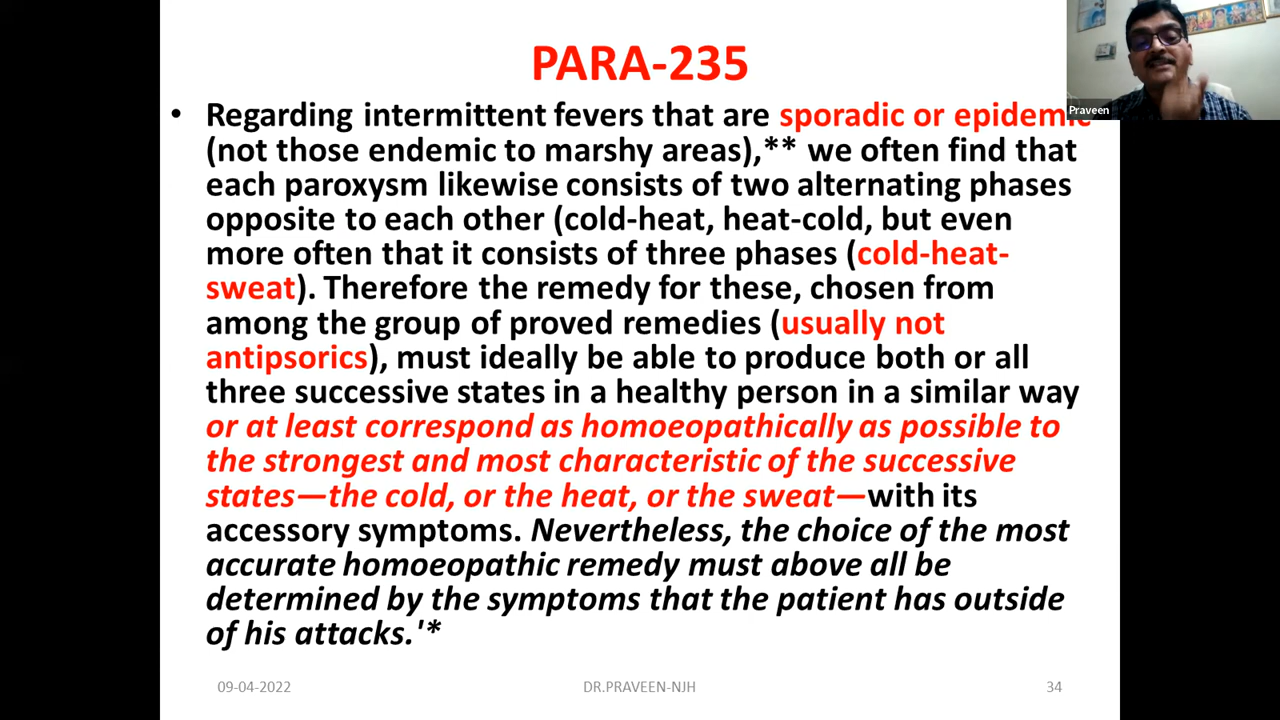 PARA-235
• Regarding intermittent fevers that are sporadic or epidemic
(not those endemic to marshy areas),** we often find that
each paroxysm likewise consists of two alternating phases
opposite to each other (cold-heat, heat-cold, but even
more often that it consists of three phases (cold-heat-
sweat). Therefore the remedy for these, chosen from
among the group of proved remedies (usually not
antipsorics), must ideally be able to produce both or all
three successive states in a healthy person in a similar way
or at least correspond as homoeopathically as possible to
the strongest and most characteristic of the successive
states—the cold, or the heat, or the sweat—with its
accessory symptoms. Nevertheless, the choice of the most
accurate homoeopathic remedy must above all be
determined by the symptoms that the patient has outside
of his attacks.'*
Praveen
09-04-2022
DR.PRAVEEN-NJH
34